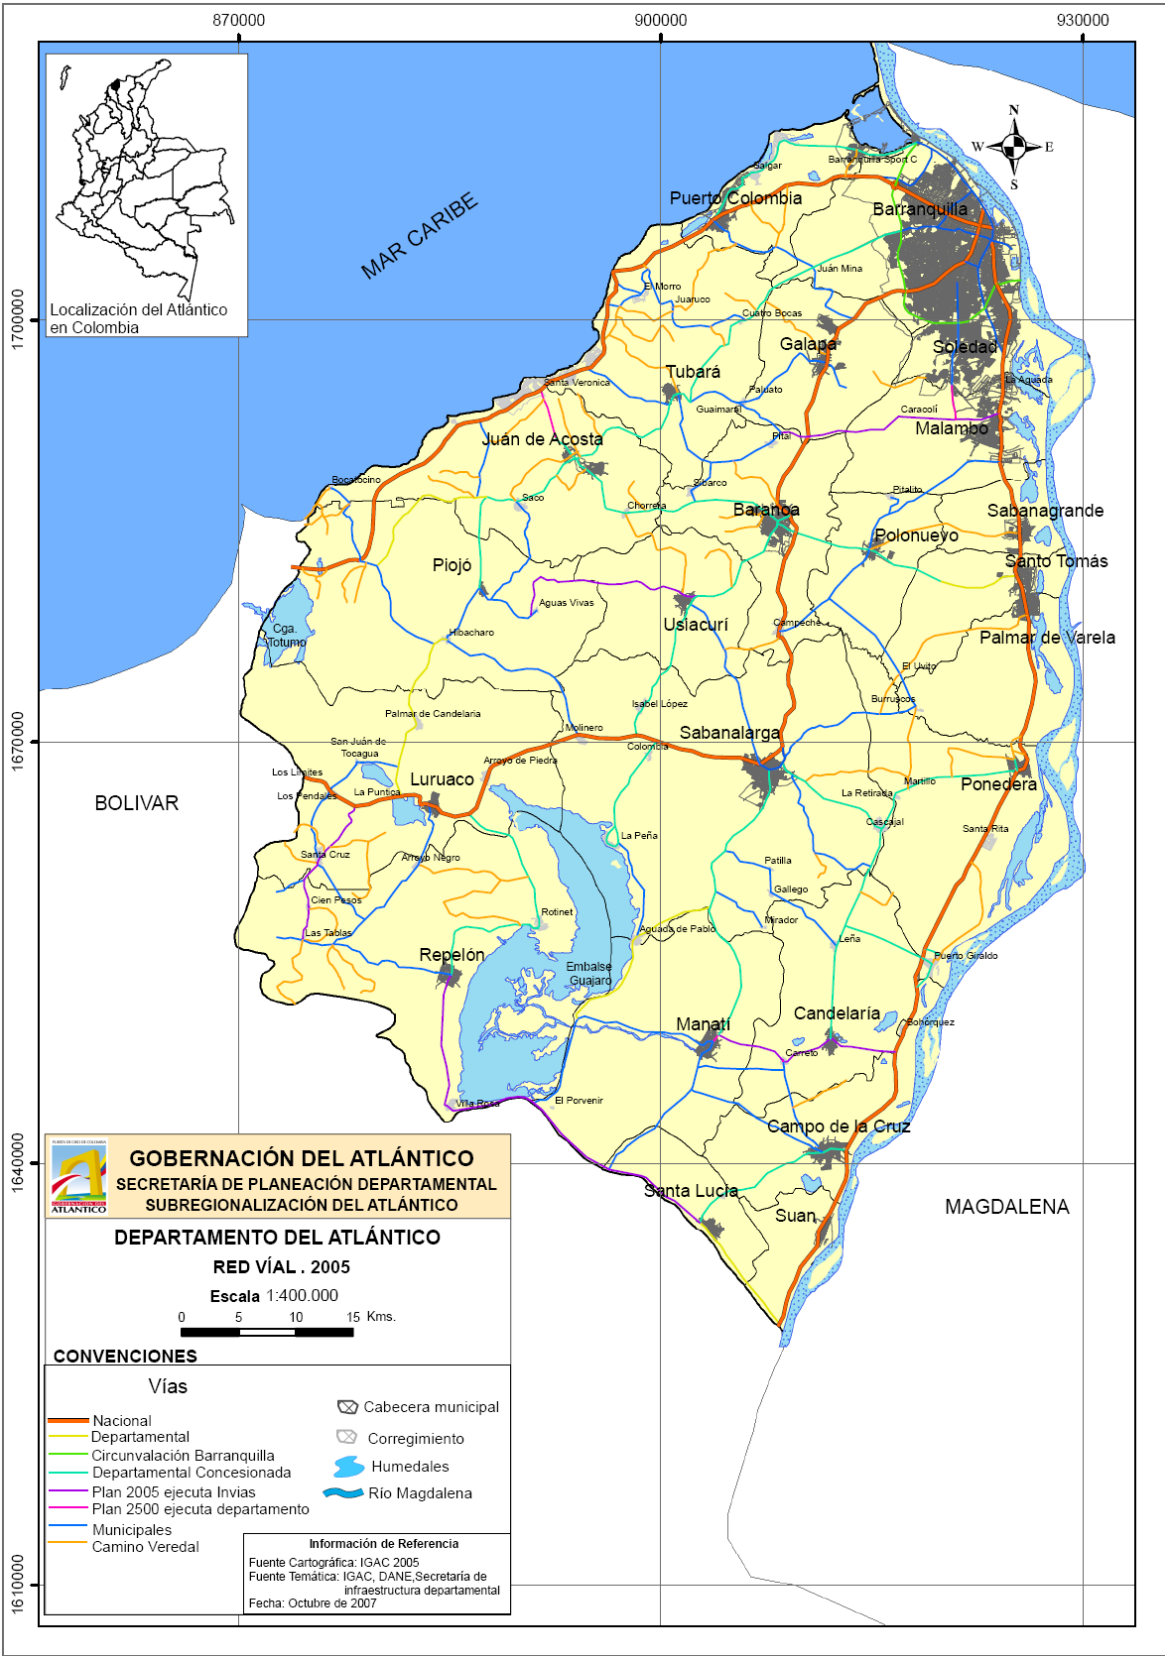 870000
900000
930000
1700000
1670000
1640000
1610000
Localización del Atlántico
en Colombia
N
W
E
S
MAR CARIBE
BOLIVAR
MAGDALENA
Salgar
Barranquilla Sport C
Puerto Colombia
Barranquilla
Juán Mina
El Morro
Juaruco
Cuatro Bocas
Galapa
Soledad
Tubará
La Aguada
Santa Veronica
Paluato
Guaimaral
Caracolí
Malambo
Juán de Acosta
Pital
Bocatocino
Sibarco
Pitalito
Saco
Chorrera
Baranoa
Sabanagrande
Polonuevo
Piojó
Santo Tomás
Aguas Vivas
Usiacurí
Campeche
Cga.
Totumo
Hibacharo
Palmar de Varela
El Uvito
Burruscos
Isabel López
Palmar de Candelaria
Molinero
Sabanalarga
San Juán de
Tocagua
Colombia
Arroyo de Piedra
Los Límites
Luruaco
La Puntica
Los Pendales
Martillo
Ponedera
La Retirada
Cascajal
Santa Rita
La Peña
Santa Cruz
Arroyo Negro
Patilla
Gallego
Cien Pesos
Rotinet
Mirador
Las Tablas
Aguada de Pablo
Leña
Repelón
Puerto Giraldo
Embalse
Guajaro
Manatí
Candelaría
Bohórquez
Carreto
Villa Rosa
El Porvenir
Campo de la Cruz
Santa Lucía
Suan
ATLANTICO
GOBERNACIÓN DEL ATLÁNTICO
SECRETARÍA DE PLANEACIÓN DEPARTAMENTAL
SUBREGIONALIZACIÓN DEL ATLÁNTICO
DEPARTAMENTO DEL ATLÁNTICO
RED VÍAL . 2005
Escala 1:400.000
0 5 10 15 Kms.
CONVENCIONES
Vías
Nacional
Departamental
Circunvalación Barranquilla
Departamental Concesionada
Plan 2005 ejecuta Invias
Plan 2500 ejecuta departamento
Municipales
Camino Veredal
Cabecera municipal
Corregimiento
Humedales
Río Magdalena
Información de Referencia
Fuente Cartográfica: IGAC 2005
Fuente Temática: IGAC, DANE,Secretaría de
infraestructura departamental
Fecha: Octubre de 2007